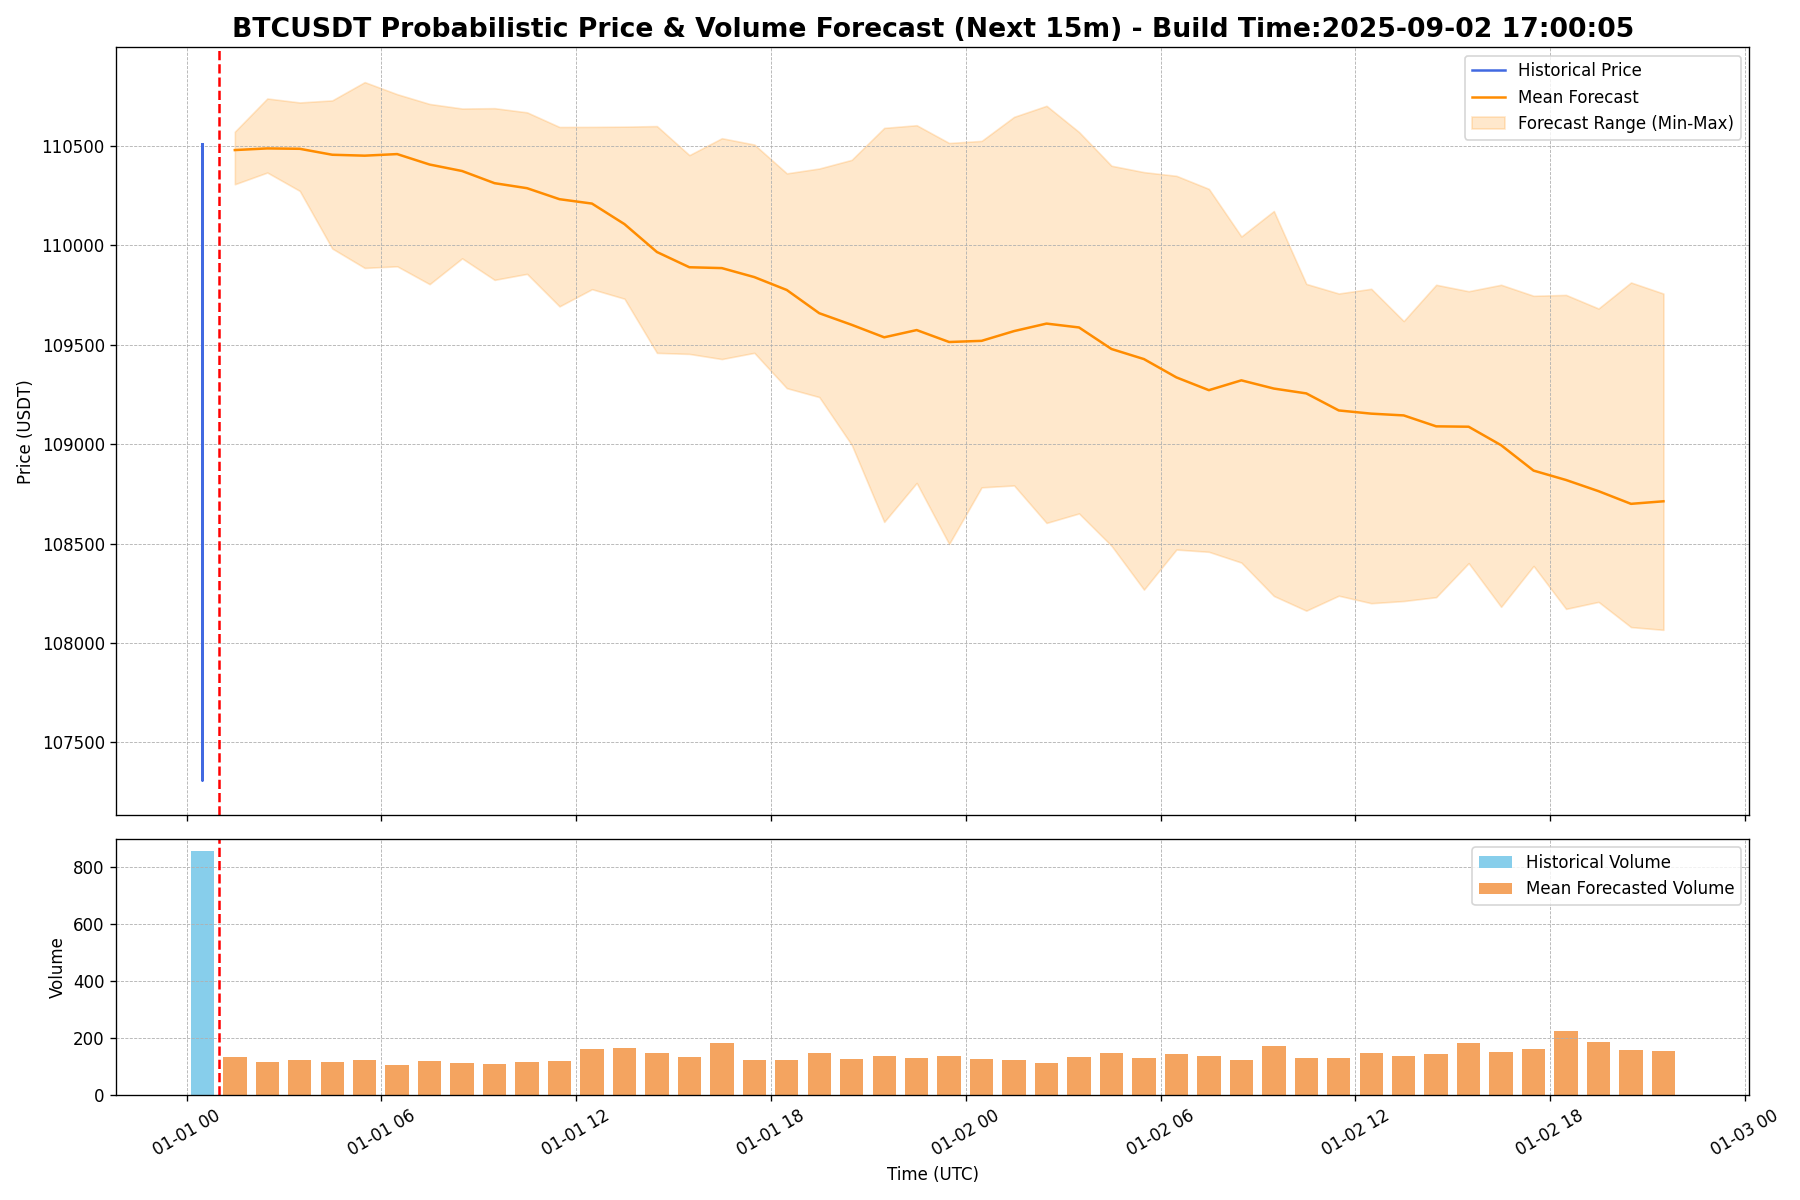 BTCUSDT Probabilistic Price & Volume Forecast (Next 15m) - Build Time:2025-09-02 17:00:05
Historical Price
Mean Forecast
Forecast Range (Min-Max)
Price (USDT)
110500
110000
109500
109000
108500
108000
107500
Historical Volume
Mean Forecasted Volume
Volume
800
600
400
200
0
01-01 00
01-01 06
01-01 12
01-01 18
01-02 00
01-02 06
01-02 12
01-02 18
01-03 00
Time (UTC)